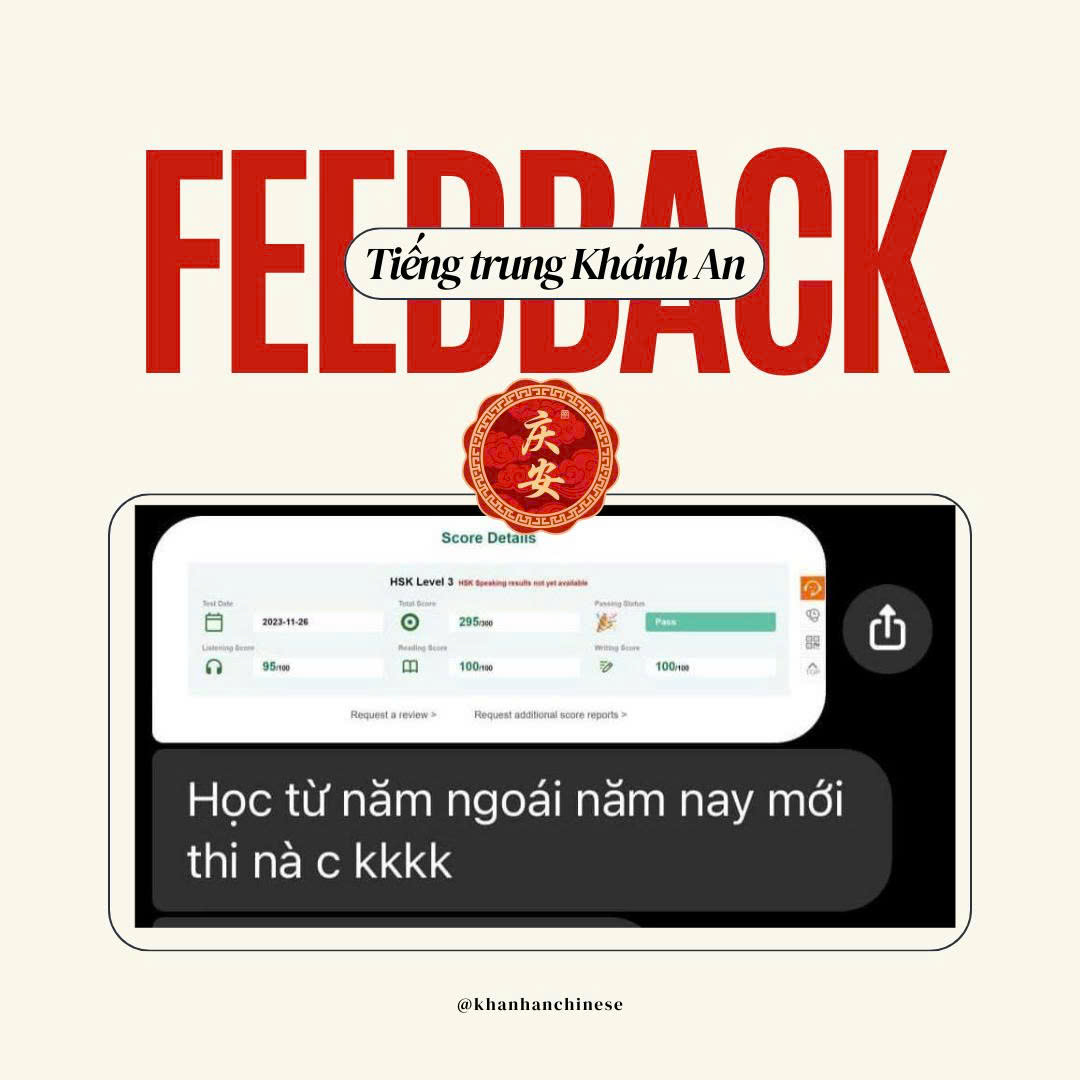 FEEDBACK
Tiếng trung Khánh An
庆
安
Score Details
HSK Level 3 HSK Speaking results not yet available
Test Date Total Score Passing Status
2023-11-26 295/300 Pass
Listening Score Reading Score Writing Score
95/100 100/100 100/100
TOP
Request a review > Request additional score reports >
Học từ năm ngoái năm nay mới
thi nà c kkkk
@khanhanchinese